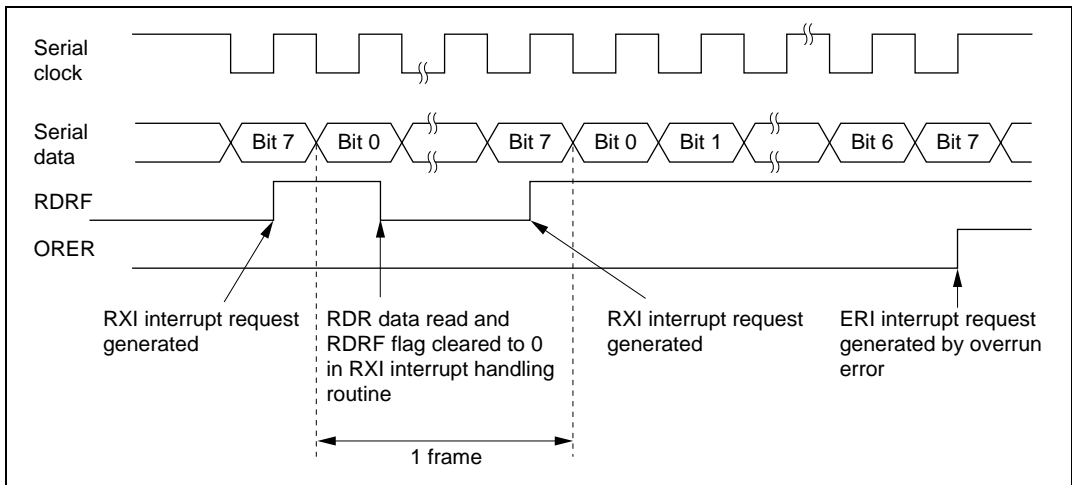 Serial
clock
Serial
data
Bit 7 Bit 0 Bit 7 Bit 0 Bit 1 Bit 6 Bit 7
RDRF
ORER
RXI interrupt request
generated
RDR data read and
RDRF flag cleared to 0
in RXI interrupt handling
routine
RXI interrupt request
generated
ERI interrupt request
generated by overrun
error
1 frame